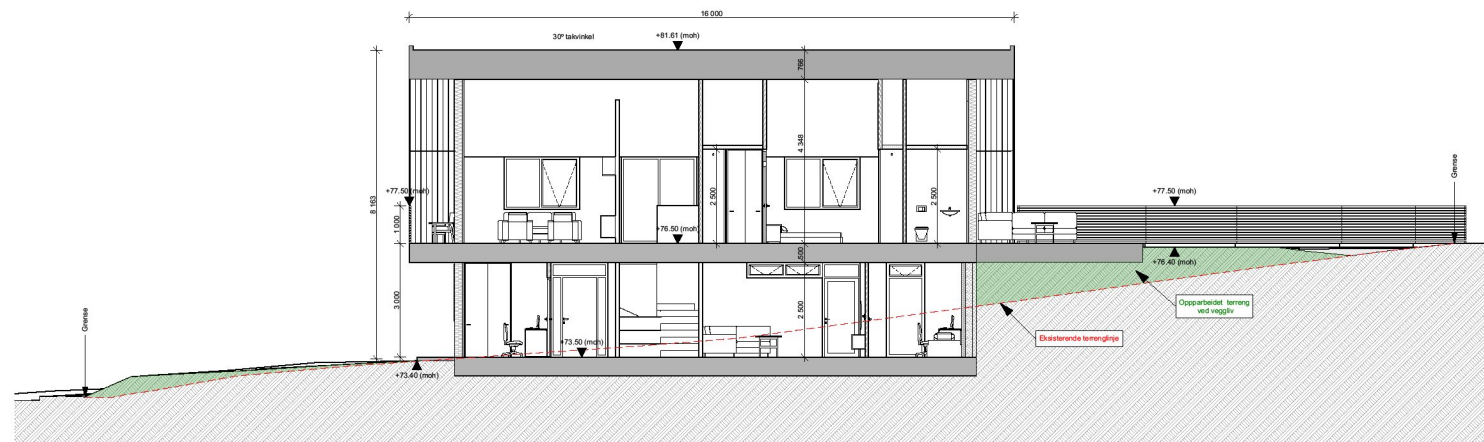 16 000
30º takvinkel
+81.61 (moh)
766
4 348
8 163
+77.50 (moh)
1 000
2 500
2 500
+77.50 (moh)
Grense
+76.50 (moh)
500
+76.40 (moh)
3 000
2 500
Opparbeidet terreng
ved veggliv
Eksisterende terrenglinje
Grense
+73.50 (moh)
+73.40 (moh)